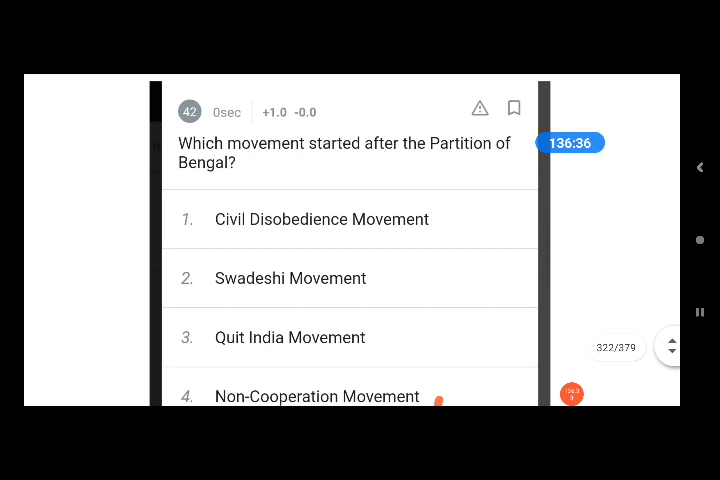 42 0sec +1.0 -0.0
Which movement started after the Partition of
Bengal?
136:36
1. Civil Disobedience Movement
2. Swadeshi Movement
3. Quit India Movement
322/379
4. Non-Cooperation Movement